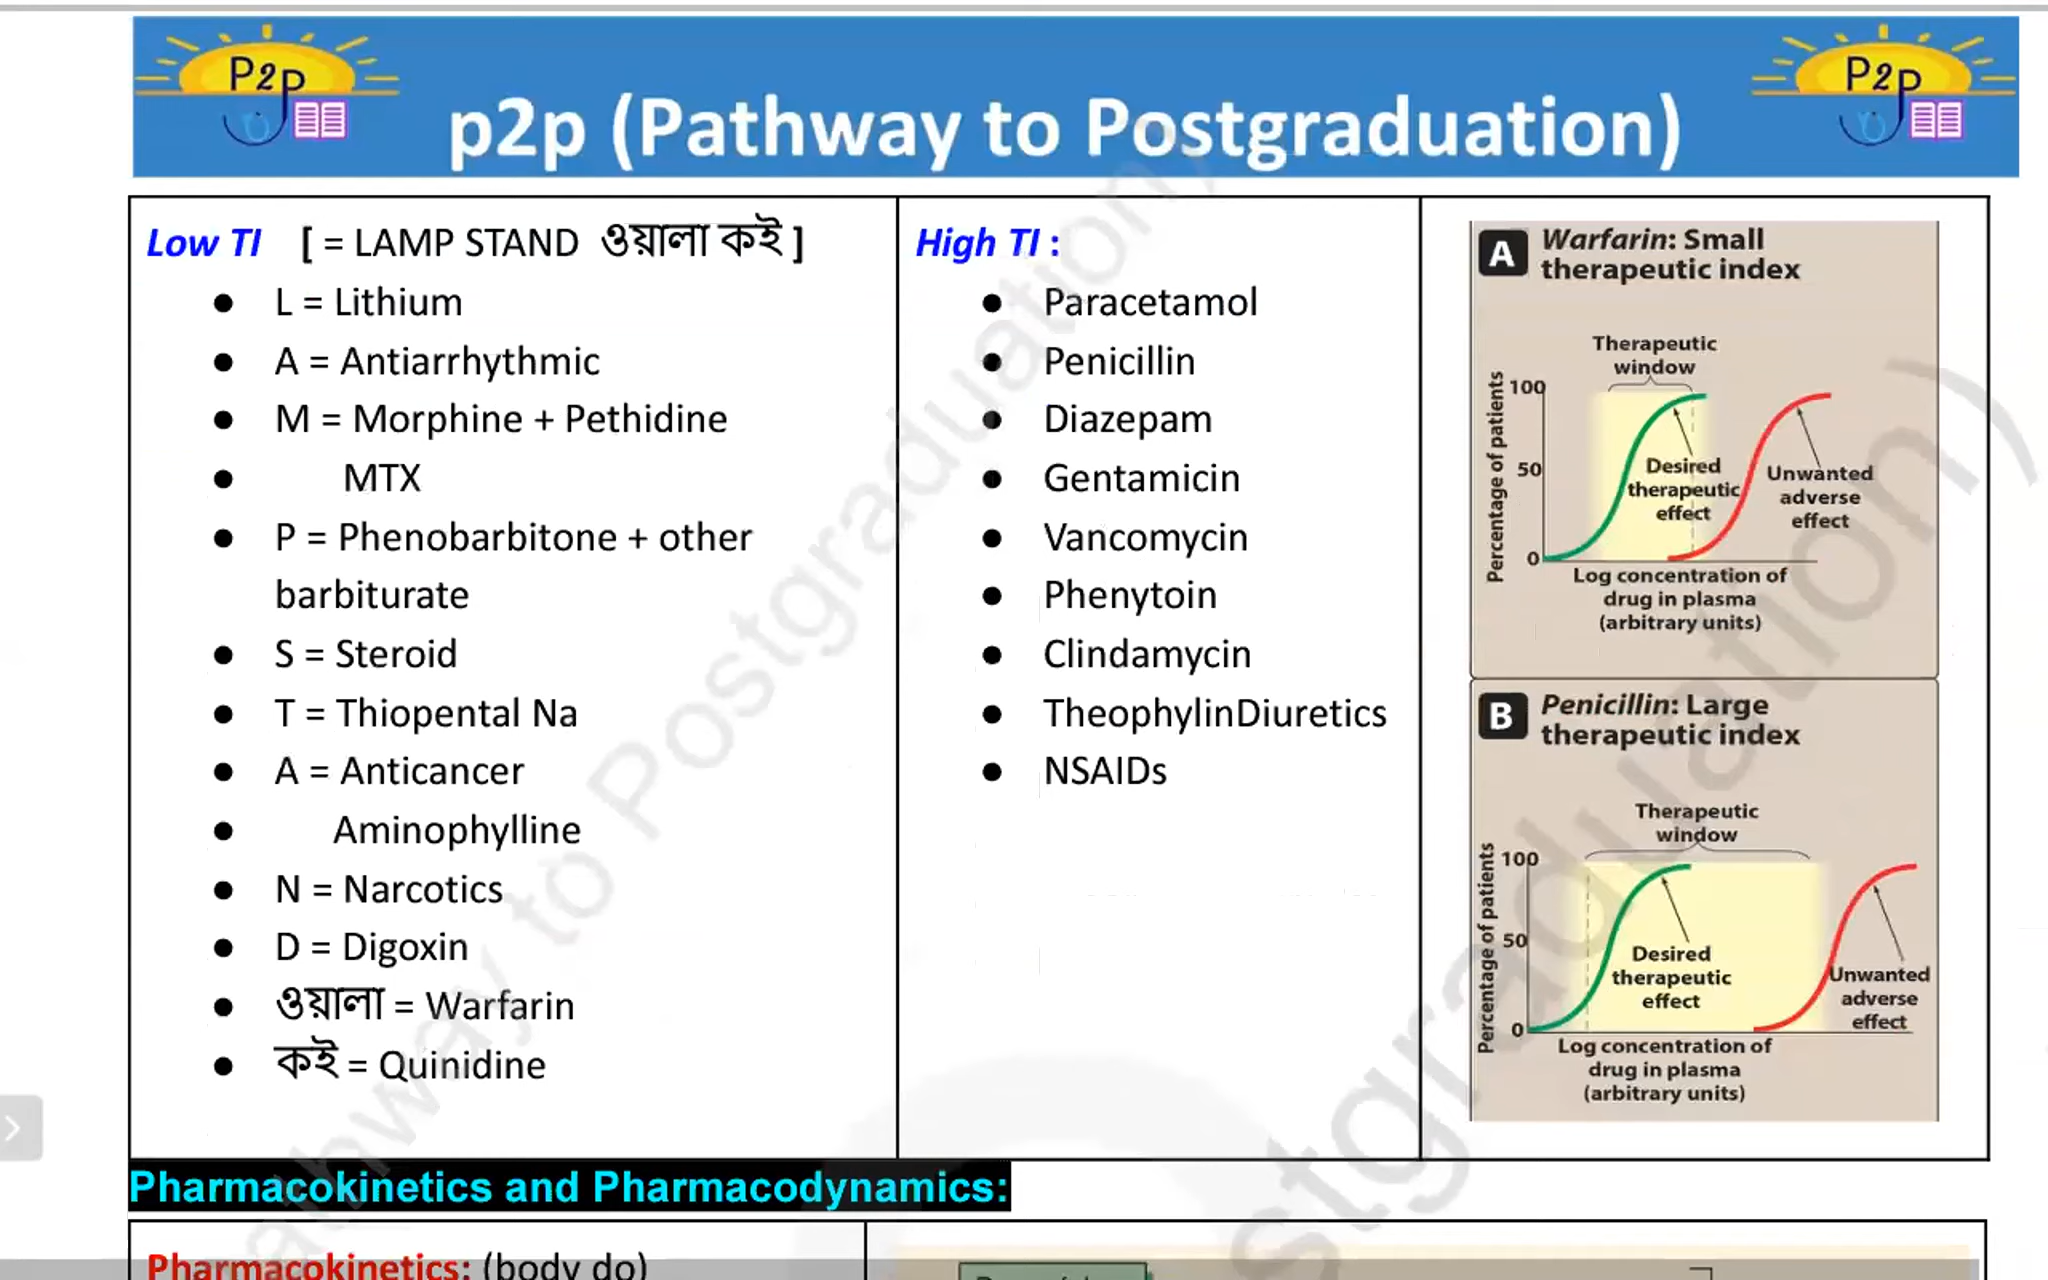 P2p
p2p (Pathway to Postgraduation)
P2p
Low TI [ = LAMP STAND ওয়ালা কই ]
● L = Lithium
● A = Antiarrhythmic
● M = Morphine + Pethidine
● MTX
● P = Phenobarbitone + other
barbiturate
● S = Steroid
● T = Thiopental Na
● A = Anticancer
● Aminophylline
● N = Narcotics
● D = Digoxin
● ওয়ালা = Warfarin
● কই = Quinidine
High TI :
● Paracetamol
● Penicillin
● Diazepam
● Gentamicin
● Vancomycin
● Phenytoin
● Clindamycin
● TheophylinDiuretics
● NSAIDs
A Warfarin: Small
therapeutic index
Therapeutic
window
Percentage of patients
100
50
0
Desired
therapeutic
effect
Unwanted
adverse
effect
Log concentration of
drug in plasma
(arbitrary units)
B Penicillin: Large
therapeutic index
Therapeutic
window
Percentage of patients
100
50
0
Desired
therapeutic
effect
Unwanted
adverse
effect
Log concentration of
drug in plasma
(arbitrary units)
Pharmacokinetics and Pharmacodynamics:
Pharmacokinetics: (body do)